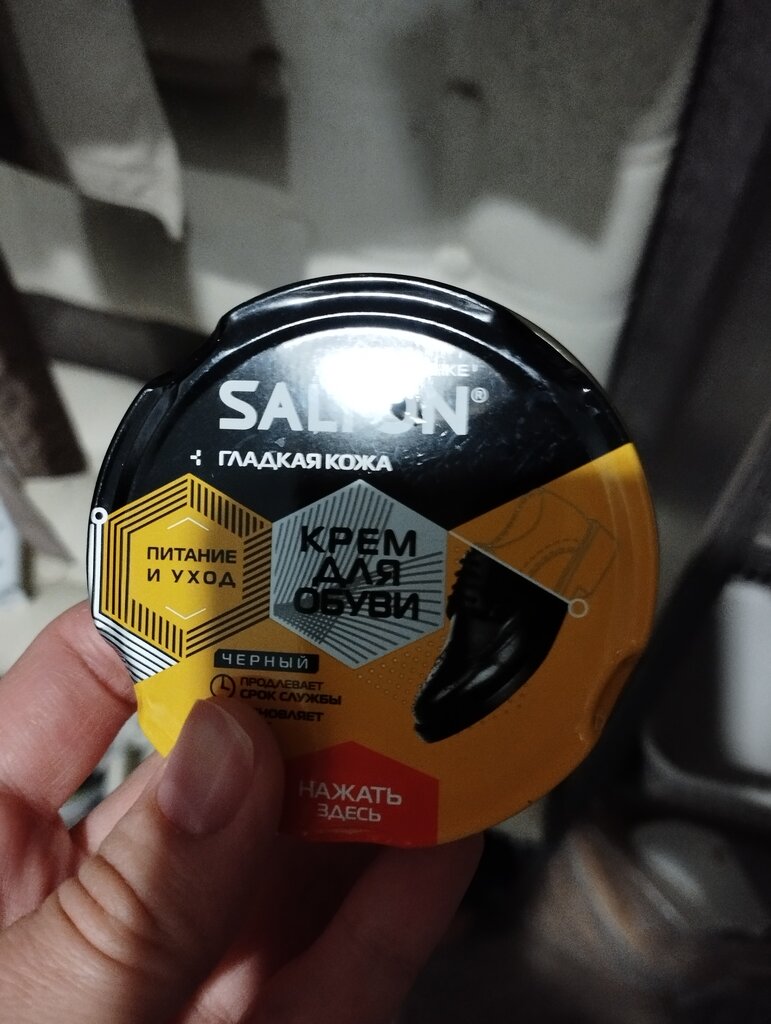 SALTON®
ГЛАДКАЯ КОЖА
ПИТАНИЕ
И УХОД
КРЕМ
ДЛЯ
ОБУВИ
ЧЕРНЫЙ
ПРОДЛЕВАЕТ
СРОК СЛУЖБЫ
НАЖАТЬ
ЗДЕСЬ